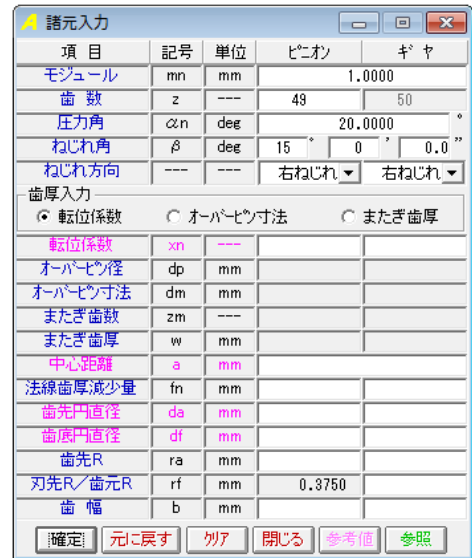 諸元入力
項 目 記号 単位 ピニオン ギ ヤ
モジュール mn mm 1.0000
歯 数 z --- 49 50
圧力角 αn deg 20.0000 °
ねじれ角 β deg 15 ° 0 ' 0.0 "
ねじれ方向 --- --- 右ねじれ 右ねじれ
歯厚入力
転位係数 オーバーピン寸法 またぎ歯厚
転位係数 xn ---
オーバーピン径 dp mm
オーバーピン寸法 dm mm
またぎ歯数 zm ---
またぎ歯厚 w mm
中心距離 a mm
法線歯厚減少量 fn mm
歯先円直径 da mm
歯底円直径 df mm
歯先R ra mm
刃先R/歯元R rf mm 0.3750
歯 幅 b mm
確定 元に戻す クリア 閉じる 参考値 参照